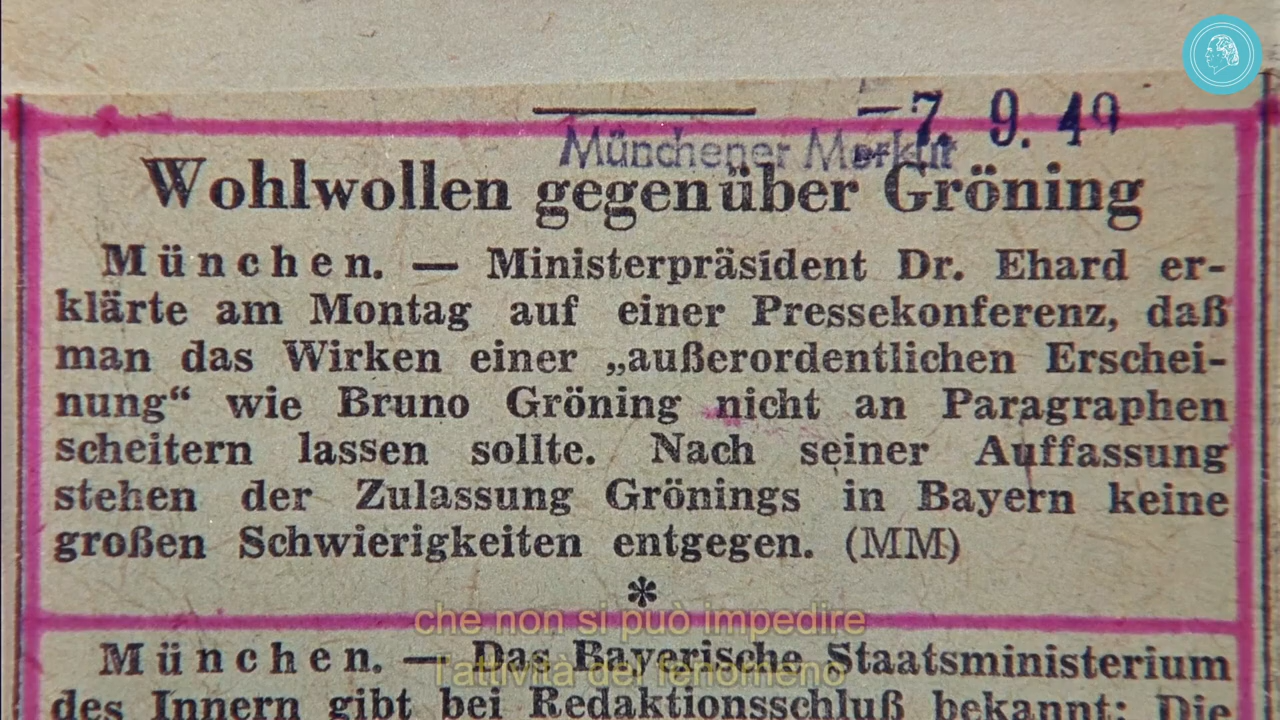 -7. 9. 49
Münchener Merkur
Wohlwollen gegenüber Gröning
München. — Ministerpräsident Dr. Ehard er-
klärte am Montag auf einer Pressekonferenz, daß
man das Wirken einer „außerordentlichen Erschei-
nung“ wie Bruno Gröning nicht an Paragraphen
scheitern lassen sollte. Nach seiner Auffassung
stehen der Zulassung Grönings in Bayern keine
großen Schwierigkeiten entgegen. (MM)
*
che non si può impedire
München. — Das Bayerische Staatsministerium
l'attività del fenomeno
des Innern gibt bei Redaktionsschluß bekannt: Die